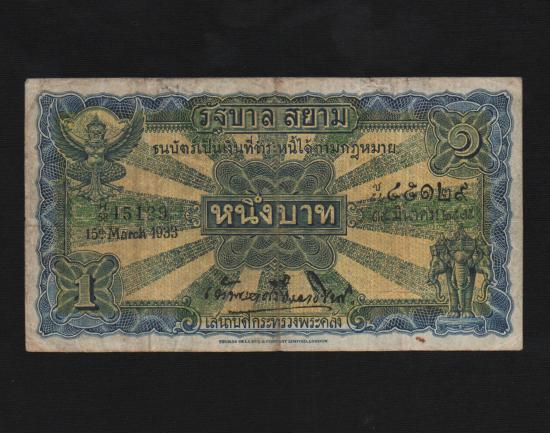 รัฐบาล สยาม
ธนบัตร์เป็นเงินที่ชำระหนี้ได้ตามกฎหมาย
๑
15129
15th March 1933
หนึ่งบาท
๑๕๑๒๙
1
เสนาบดีกระทรวงพระคลัง
THOMAS DE LA RUE & COMPANY LIMITED, LONDON